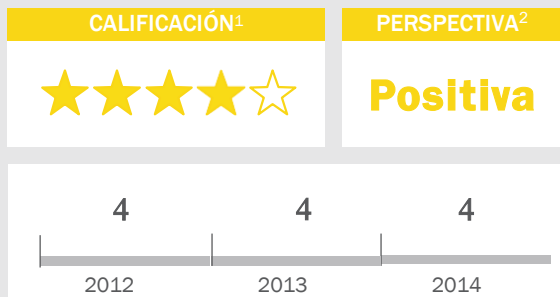 CALIFICACIÓN¹
PERSPECTIVA²
Positiva
4 4 4
2012 2013 2014